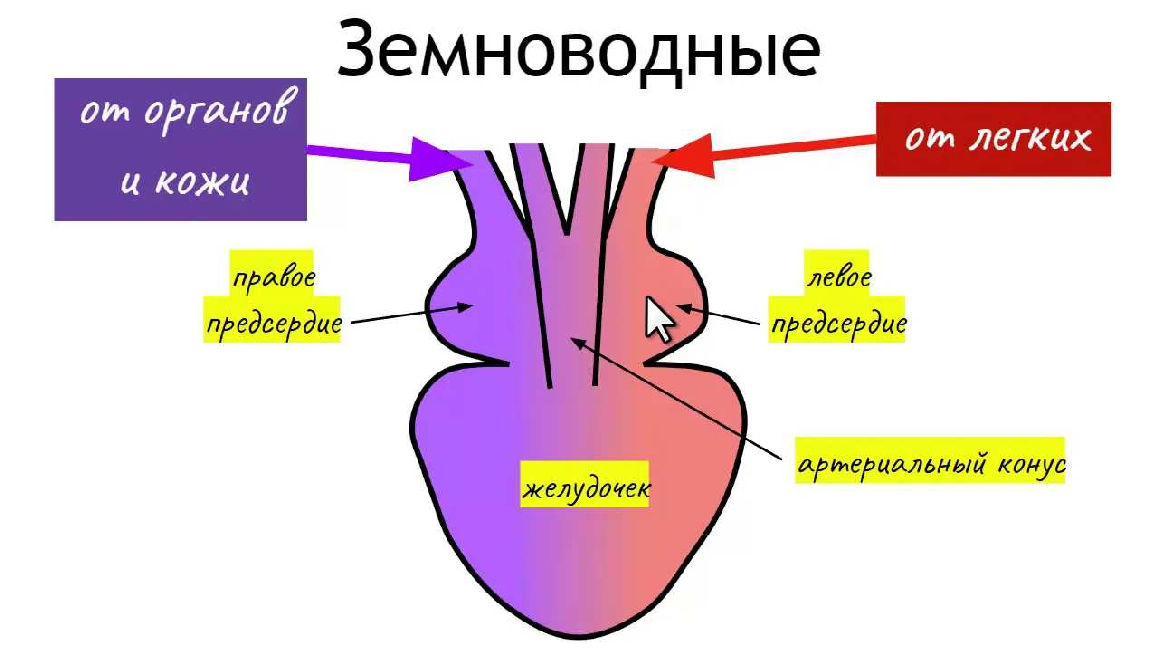 Земноводные
от органов
и кожи
от легких
правое
предсердие
левое
предсердие
артериальный конус
желудочек